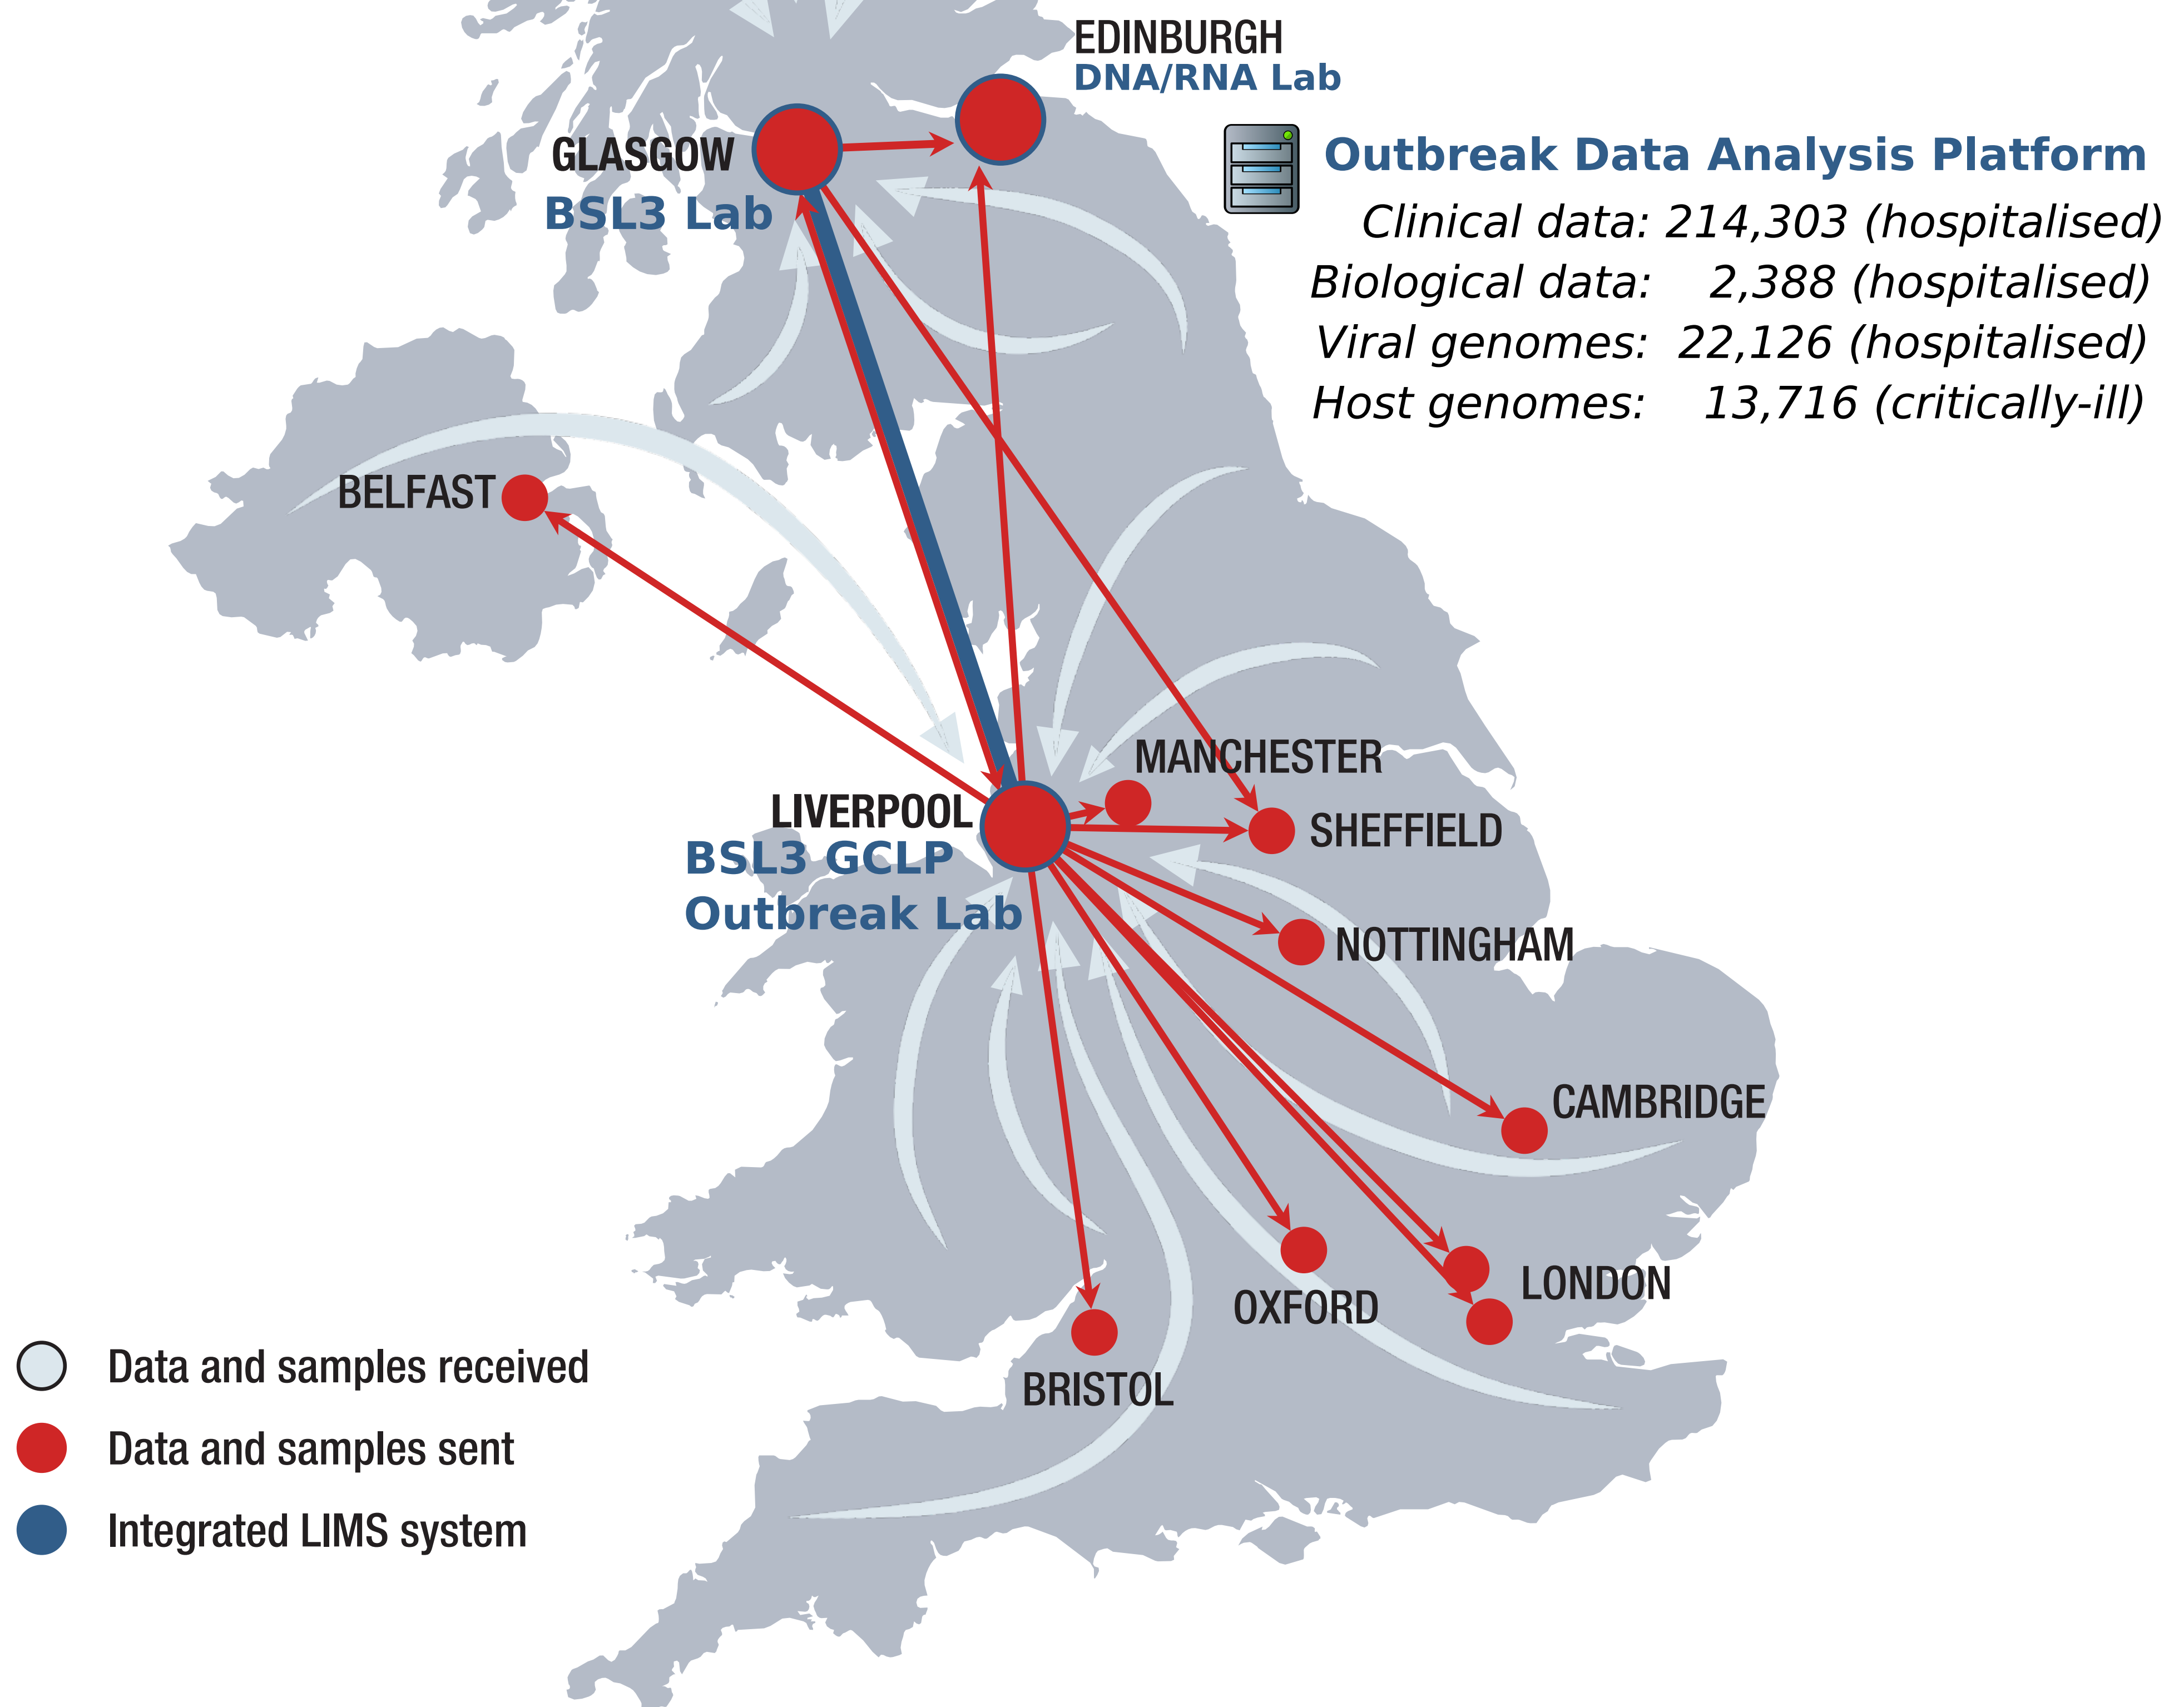 EDINBURGH
DNA/RNA Lab
GLASGOW
BSL3 Lab
Outbreak Data Analysis Platform
Clinical data: 214,303 (hospitalised)
Biological data: 2,388 (hospitalised)
Viral genomes: 22,126 (hospitalised)
Host genomes: 13,716 (critically-ill)
BELFAST
MANCHESTER
LIVERPOOL
BSL3 GCLP
Outbreak Lab
SHEFFIELD
NOTTINGHAM
CAMBRIDGE
LONDON
OXFORD
BRISTOL
Data and samples received
Data and samples sent
Integrated LIMS system